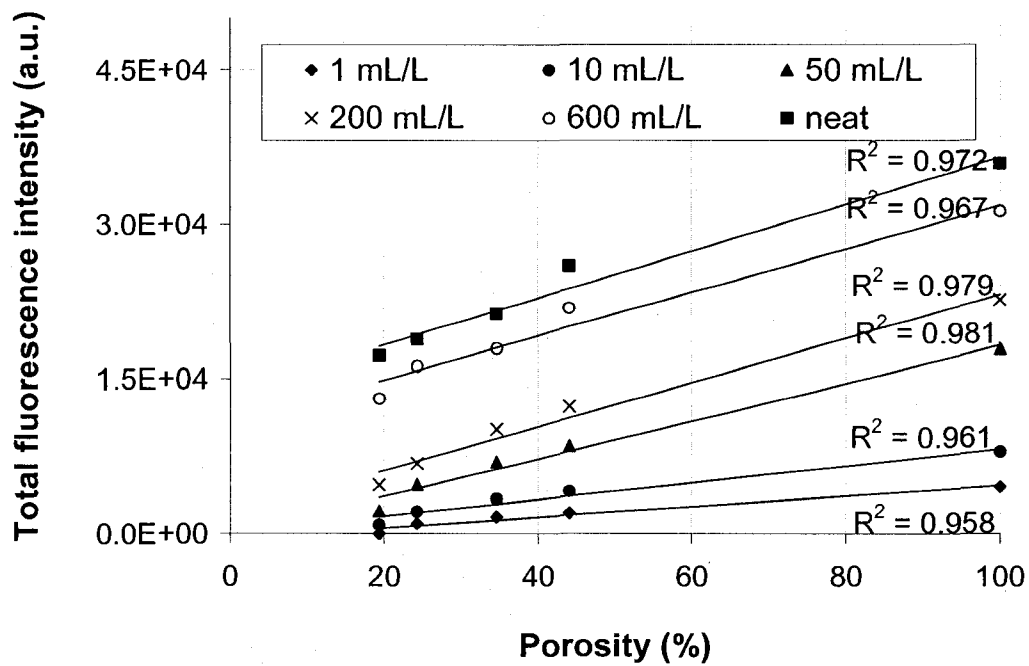 Total fluorescence intensity (a.u.)
4.5E+04
3.0E+04
1.5E+04
0.0E+00
◆ 1 mL/L ● 10 mL/L ▲ 50 mL/L
× 200 mL/L ○ 600 mL/L ■ neat
R² = 0.972
R² = 0.967
R² = 0.979
R² = 0.981
R² = 0.961
R² = 0.958
0 20 40 60 80 100
Porosity (%)